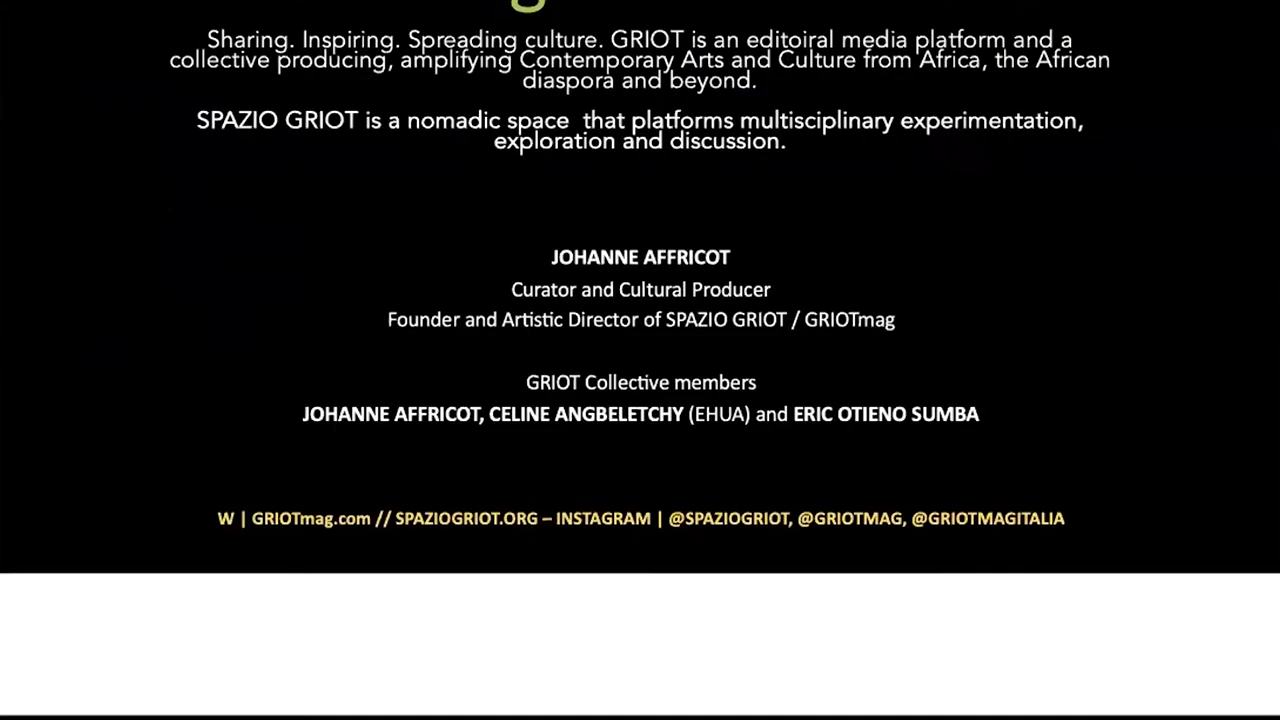 Sharing. Inspiring. Spreading culture. GRIOT is an editoiral media platform and a
collective producing, amplifying Contemporary Arts and Culture from Africa, the African
diaspora and beyond.
SPAZIO GRIOT is a nomadic space  that platforms multisciplinary experimentation,
exploration and discussion.
JOHANNE AFFRICOT
Curator and Cultural Producer
Founder and Artistic Director of SPAZIO GRIOT / GRIOTmag
GRIOT Collective members
JOHANNE AFFRICOT, CELINE ANGBELETCHY (EHUA) and ERIC OTIENO SUMBA
W | GRIOTmag.com // SPAZIOGRIOT.ORG – INSTAGRAM | @SPAZIOGRIOT, @GRIOTMAG, @GRIOTMAGITALIA